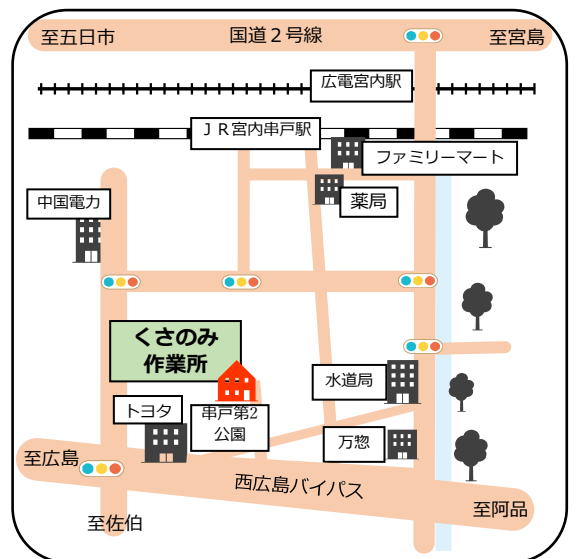 至五日市
国道2号線
至宮島
広電宮内駅
JR宮内串戸駅
ファミリーマート
中国電力
薬局
くさのみ
作業所
水道局
トヨタ
串戸第2
公園
万惣
至広島
西広島バイパス
至阿品
至佐伯